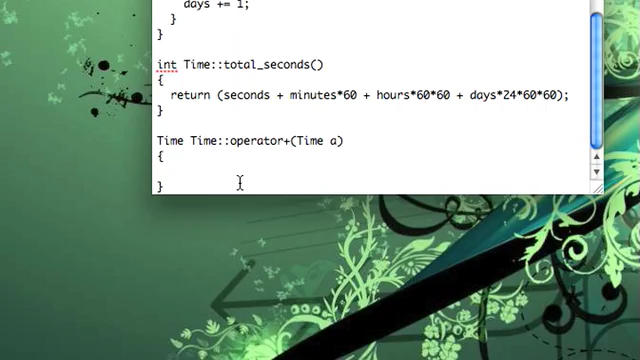 days += 1;
}
}
int Time::total_seconds()
{
return (seconds + minutes*60 + hours*60*60 + days*24*60*60);
}
Time Time::operator+(Time a)
{
}